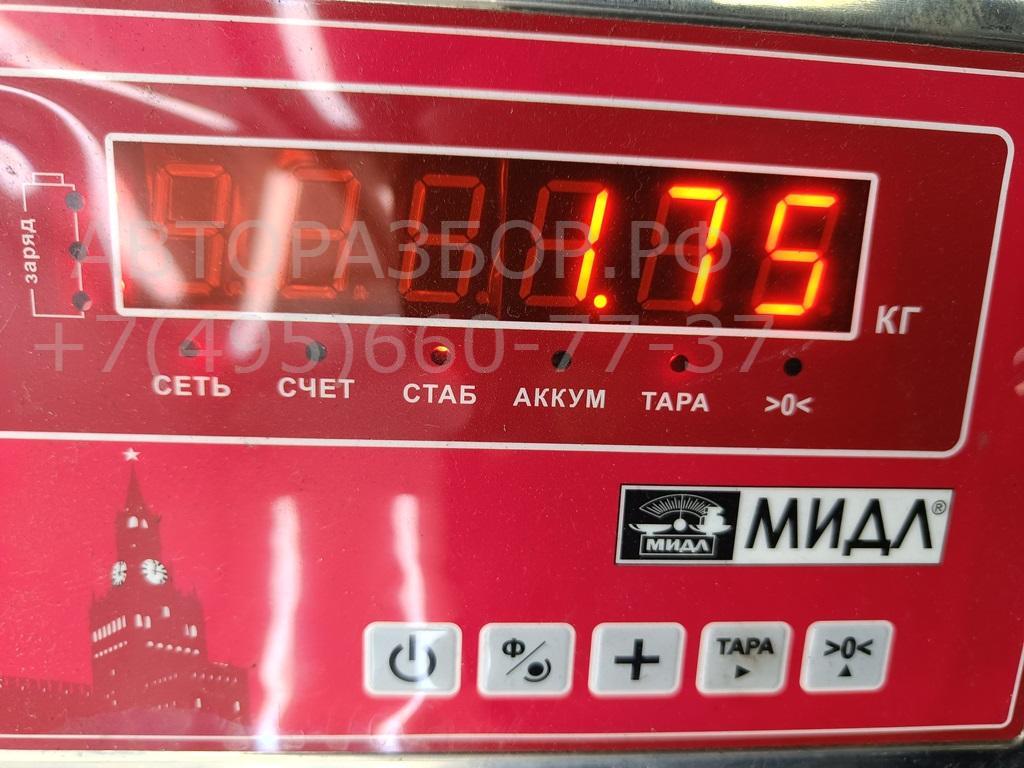 заряд
1.75
КГ
АВТОРАЗБОР.РФ
+7(495)660-77-37
СЕТЬ СЧЕТ СТАБ АККУМ ТАРА >0<
МИДЛ МИДЛ®
Ф + ТАРА >0<